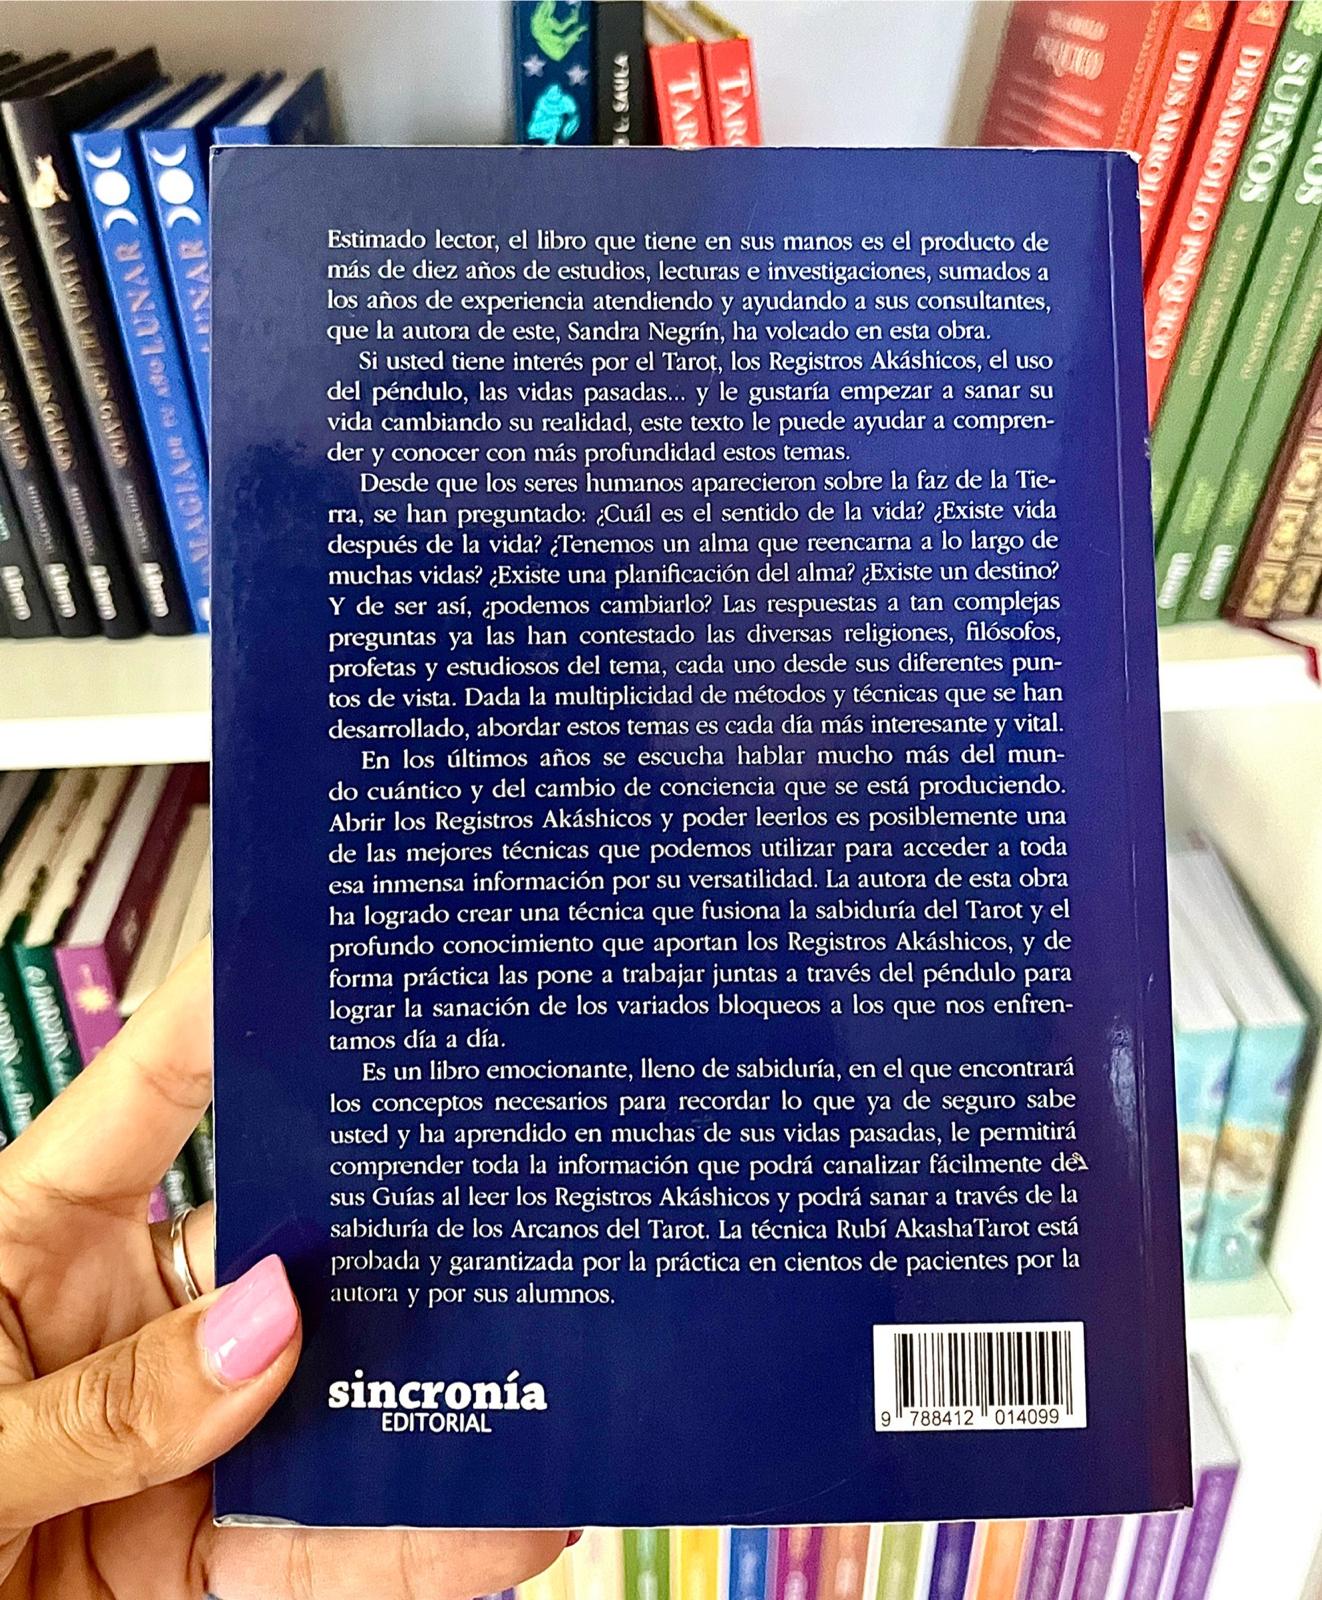 G. SAULA
TARO
TARO
DESARROLL
DESARROLLO PSÍQUICO
SUEÑOS
LA MAGIA DE LOS GATOS
LUNAR
LUNAR
Estimado lector, el libro que tiene en sus manos es el producto de
más de diez años de estudios, lecturas e investigaciones, sumados a
los años de experiencia atendiendo y ayudando a sus consultantes,
que la autora de este, Sandra Negrín, ha volcado en esta obra.
Si usted tiene interés por el Tarot, los Registros Akáshicos, el uso
del péndulo, las vidas pasadas... y le gustaría empezar a sanar su
vida cambiando su realidad, este texto le puede ayudar a compren-
der y conocer con más profundidad estos temas.
Desde que los seres humanos aparecieron sobre la faz de la Tie-
rra, se han preguntado: ¿Cuál es el sentido de la vida? ¿Existe vida
después de la vida? ¿Tenemos un alma que reencarna a lo largo de
muchas vidas? ¿Existe una planificación del alma? ¿Existe un destino?
Y de ser así, ¿podemos cambiarlo? Las respuestas a tan complejas
preguntas ya las han contestado las diversas religiones, filósofos,
profetas y estudiosos del tema, cada uno desde sus diferentes pun-
tos de vista. Dada la multiplicidad de métodos y técnicas que se han
desarrollado, abordar estos temas es cada día más interesante y vital.
En los últimos años se escucha hablar mucho más del mun-
do cuántico y del cambio de conciencia que se está produciendo.
Abrir los Registros Akáshicos y poder leerlos es posiblemente una
de las mejores técnicas que podemos utilizar para acceder a toda
esa inmensa información por su versatilidad. La autora de esta obra
ha logrado crear una técnica que fusiona la sabiduría del Tarot y el
profundo conocimiento que aportan los Registros Akáshicos, y de
forma práctica las pone a trabajar juntas a través del péndulo para
lograr la sanación de los variados bloqueos a los que nos enfren-
tamos día a día.
Es un libro emocionante, lleno de sabiduría, en el que encontrará
los conceptos necesarios para recordar lo que ya de seguro sabe
usted y ha aprendido en muchas de sus vidas pasadas, le permitirá
comprender toda la información que podrá canalizar fácilmente de
sus Guías al leer los Registros Akáshicos y podrá sanar a través de la
sabiduría de los Arcanos del Tarot. La técnica Rubí AkashaTarot está
probada y garantizada por la práctica en cientos de pacientes por la
autora y por sus alumnos.
sincronía
EDITORIAL
9 788412 014099